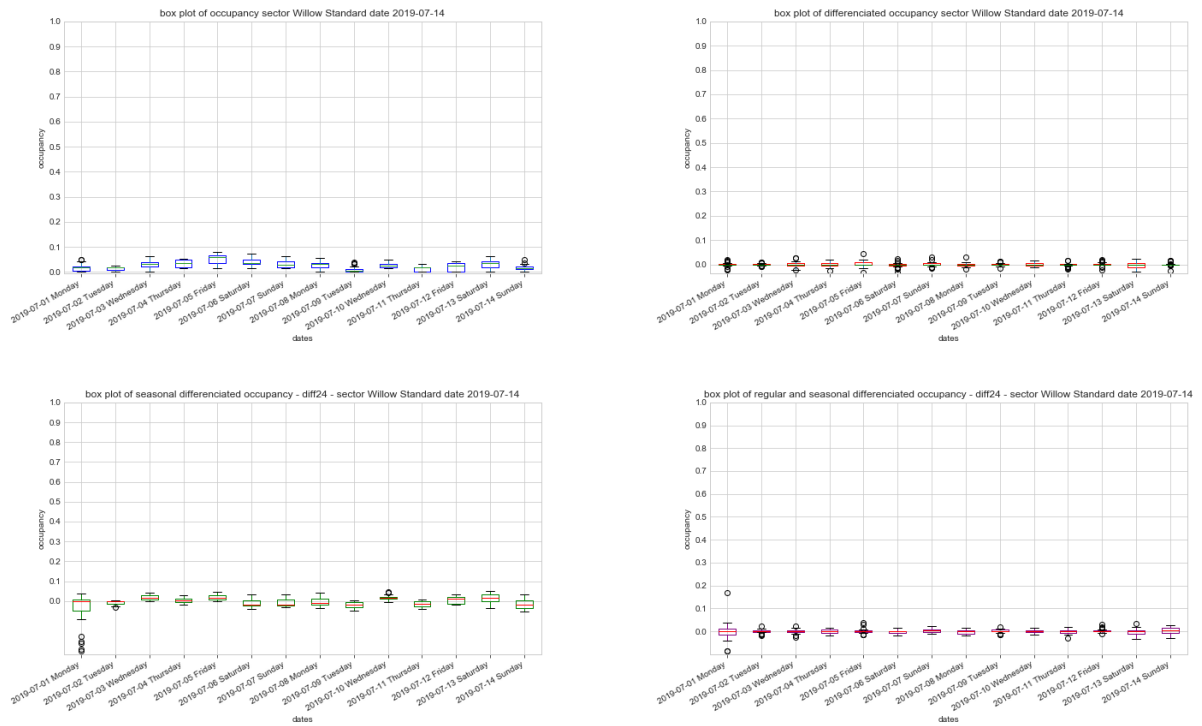 box plot of occupancy sector Willow Standard date 2019-07-14
1.0
0.9
0.8
0.7
0.6
0.5
0.4
0.3
0.2
0.1
0.0
occupancy
2019-07-01 Monday
2019-07-02 Tuesday
2019-07-03 Wednesday
2019-07-04 Thursday
2019-07-05 Friday
2019-07-06 Saturday
2019-07-07 Sunday
2019-07-08 Monday
2019-07-09 Tuesday
2019-07-10 Wednesday
2019-07-11 Thursday
2019-07-12 Friday
2019-07-13 Saturday
2019-07-14 Sunday
dates
box plot of differenciated occupancy sector Willow Standard date 2019-07-14
1.0
0.9
0.8
0.7
0.6
0.5
0.4
0.3
0.2
0.1
0.0
occupancy
2019-07-01 Monday
2019-07-02 Tuesday
2019-07-03 Wednesday
2019-07-04 Thursday
2019-07-05 Friday
2019-07-06 Saturday
2019-07-07 Sunday
2019-07-08 Monday
2019-07-09 Tuesday
2019-07-10 Wednesday
2019-07-11 Thursday
2019-07-12 Friday
2019-07-13 Saturday
2019-07-14 Sunday
dates
box plot of seasonal differenciated occupancy - diff24 - sector Willow Standard date 2019-07-14
1.0
0.9
0.8
0.7
0.6
0.5
0.4
0.3
0.2
0.1
0.0
occupancy
2019-07-01 Monday
2019-07-02 Tuesday
2019-07-03 Wednesday
2019-07-04 Thursday
2019-07-05 Friday
2019-07-06 Saturday
2019-07-07 Sunday
2019-07-08 Monday
2019-07-09 Tuesday
2019-07-10 Wednesday
2019-07-11 Thursday
2019-07-12 Friday
2019-07-13 Saturday
2019-07-14 Sunday
dates
box plot of regular and seasonal differenciated occupancy - diff24 - sector Willow Standard date 2019-07-14
1.0
0.9
0.8
0.7
0.6
0.5
0.4
0.3
0.2
0.1
0.0
occupancy
2019-07-01 Monday
2019-07-02 Tuesday
2019-07-03 Wednesday
2019-07-04 Thursday
2019-07-05 Friday
2019-07-06 Saturday
2019-07-07 Sunday
2019-07-08 Monday
2019-07-09 Tuesday
2019-07-10 Wednesday
2019-07-11 Thursday
2019-07-12 Friday
2019-07-13 Saturday
2019-07-14 Sunday
dates